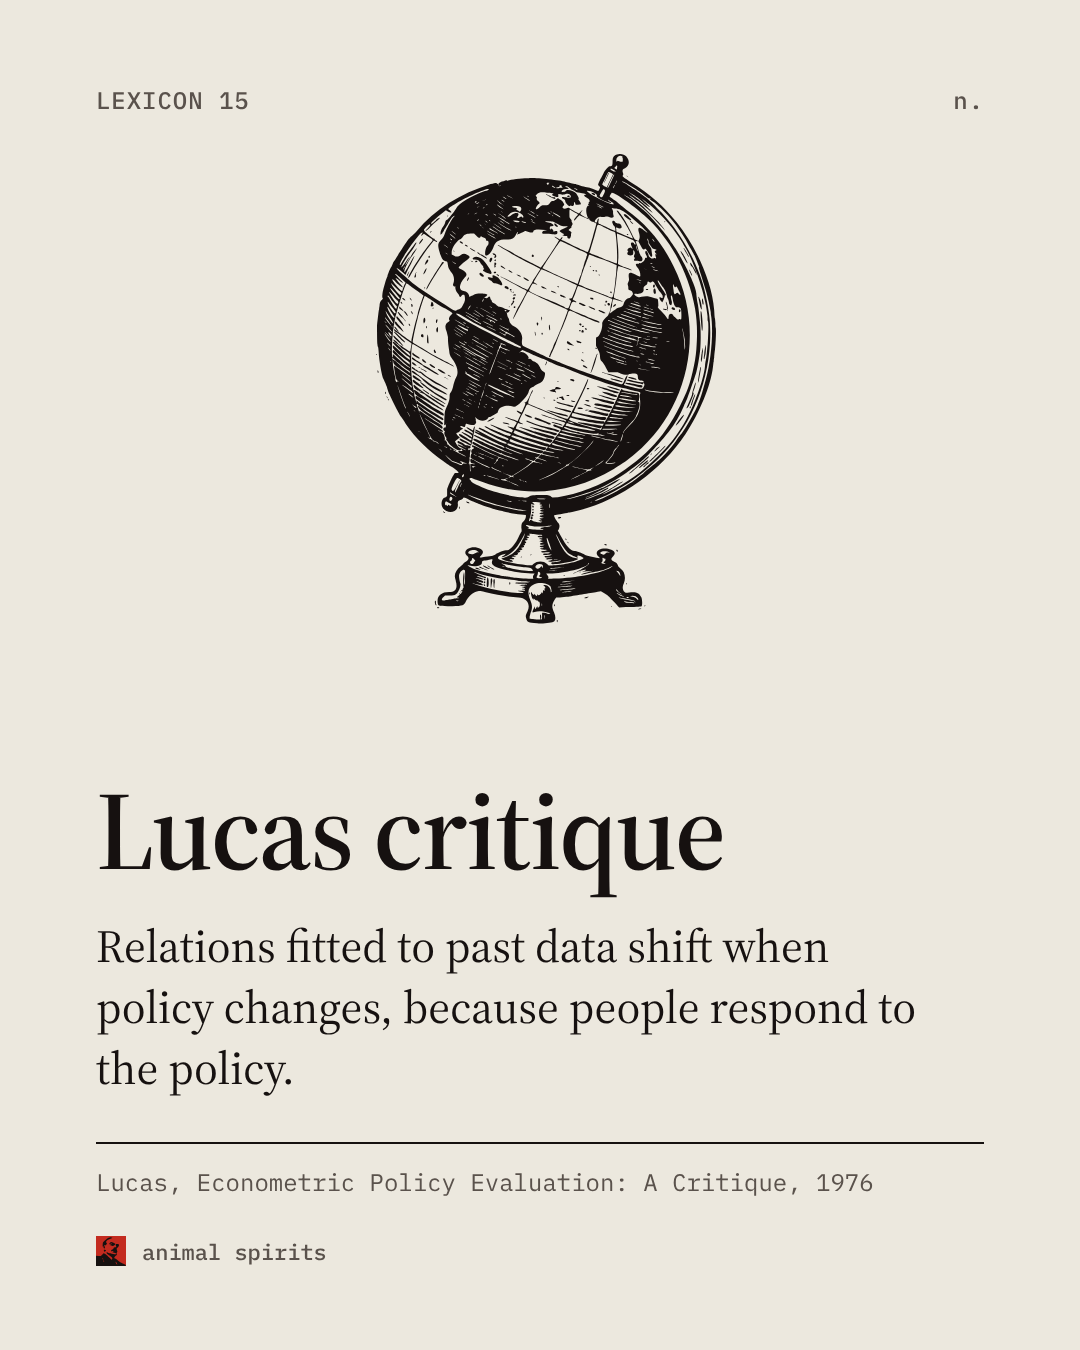 LEXICON 15
n.
Lucas critique
Relations fitted to past data shift when
policy changes, because people respond to
the policy.
Lucas, Econometric Policy Evaluation: A Critique, 1976
animal spirits